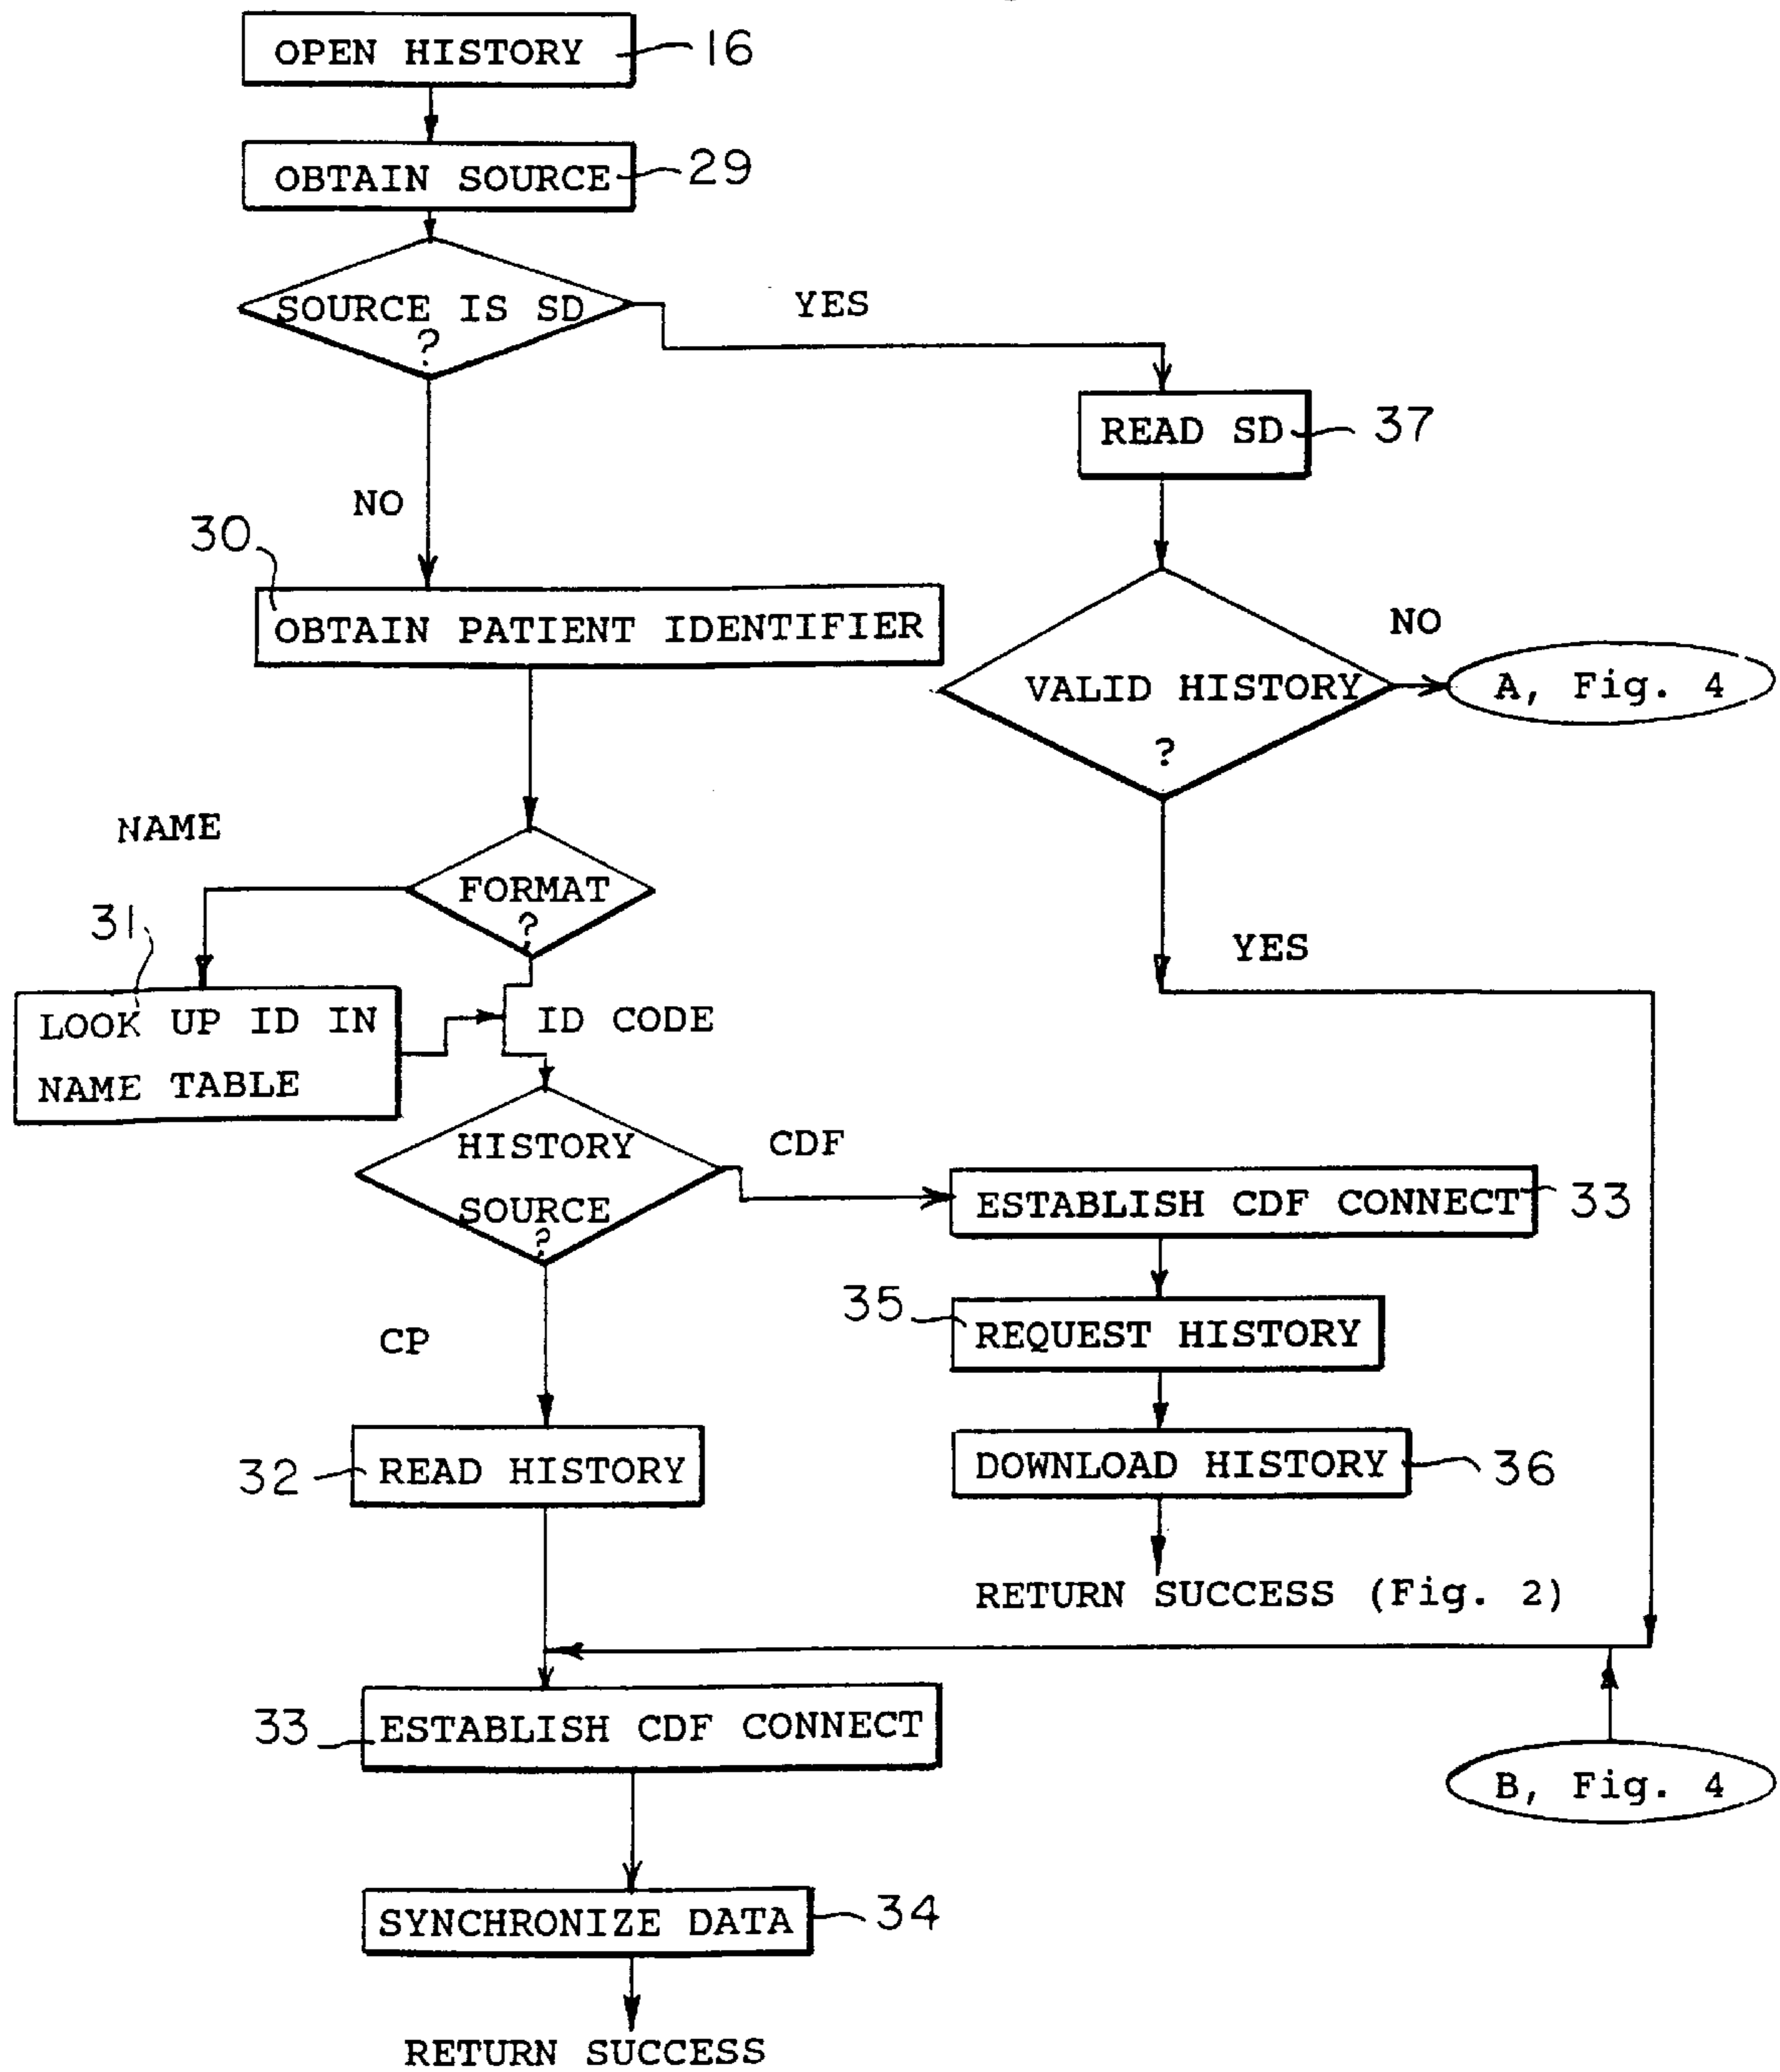 OPEN HISTORY 16
OBTAIN SOURCE 29
SOURCE IS SD
?
YES
READ SD 37
NO
30
OBTAIN PATIENT IDENTIFIER
NO
VALID HISTORY
?
A, Fig. 4
NAME
FORMAT
?
31
YES
LOOK UP ID IN
NAME TABLE
ID CODE
HISTORY
SOURCE
?
CDF
ESTABLISH CDF CONNECT 33
35
REQUEST HISTORY
CP
32 READ HISTORY
DOWNLOAD HISTORY 36
RETURN SUCCESS (Fig. 2)
33 ESTABLISH CDF CONNECT
B, Fig. 4
SYNCHRONIZE DATA 34
RETURN SUCCESS